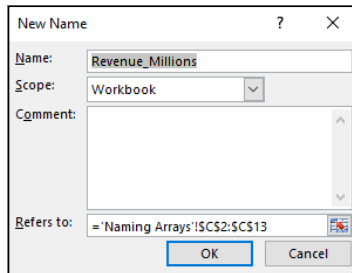 New Name
Name: Revenue_Millions
Scope: Workbook
Comment:
Refers to: ='Naming Arrays'!$C$2:$C$13
OK Cancel